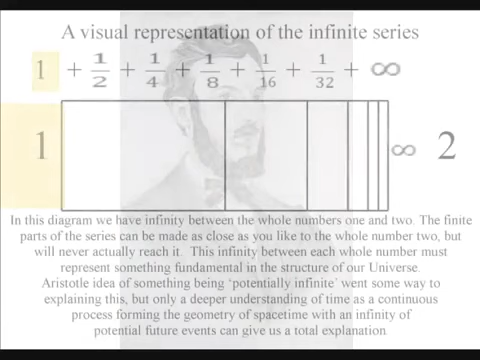 A visual representation of the infinite series
1 + 1/2 + 1/4 + 1/8 + 1/16 + 1/32 + ∞
1 ∞ 2
In this diagram we have infinity between the whole numbers one and two. The finite
parts of the series can be made as close as you like to the whole number two, but
will never actually reach it. This infinity between each whole number must
represent something fundamental in the structure of our Universe.
Aristotle idea of something being 'potentially infinite' went some way to
explaining this, but only a deeper understanding of time as a continuous
process forming the geometry of spacetime with an infinity of
potential future events can give us a total explanation.